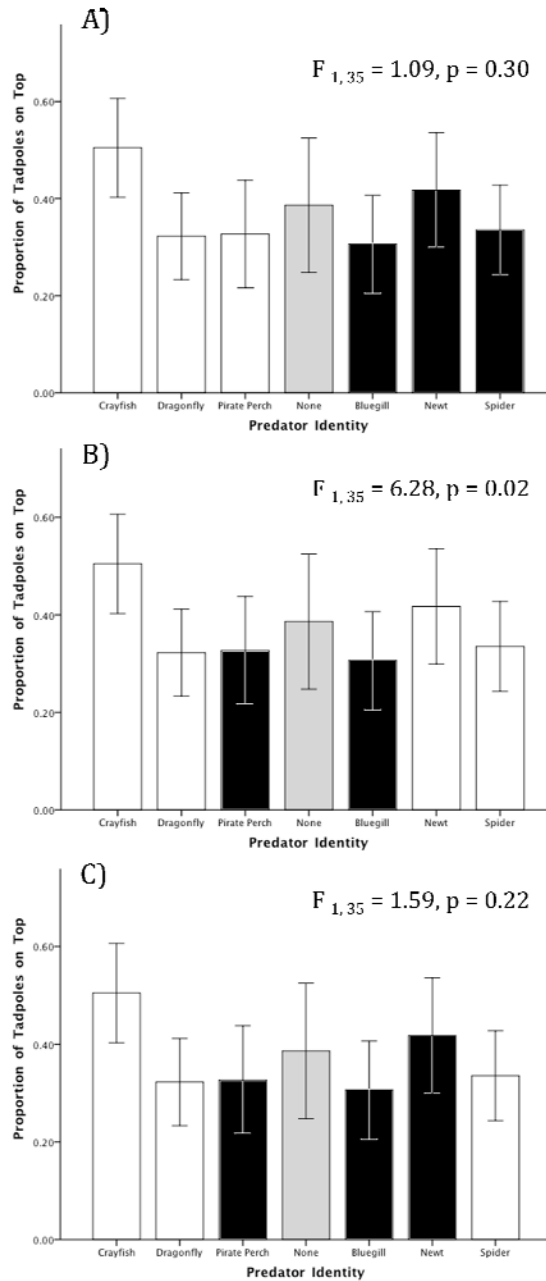 A)
F 1, 35 = 1.09, p = 0.30
Proportion of Tadpoles on Top
0.60
0.40
0.20
0.00
Crayfish Dragonfly Pirate Perch None Bluegill Newt Spider
Predator Identity
B)
F 1, 35 = 6.28, p = 0.02
Proportion of Tadpoles on Top
0.60
0.40
0.20
0.00
Crayfish Dragonfly Pirate Perch None Bluegill Newt Spider
Predator Identity
C)
F 1, 35 = 1.59, p = 0.22
Proportion of Tadpoles on Top
0.60
0.40
0.20
0.00
Crayfish Dragonfly Pirate Perch None Bluegill Newt Spider
Predator Identity